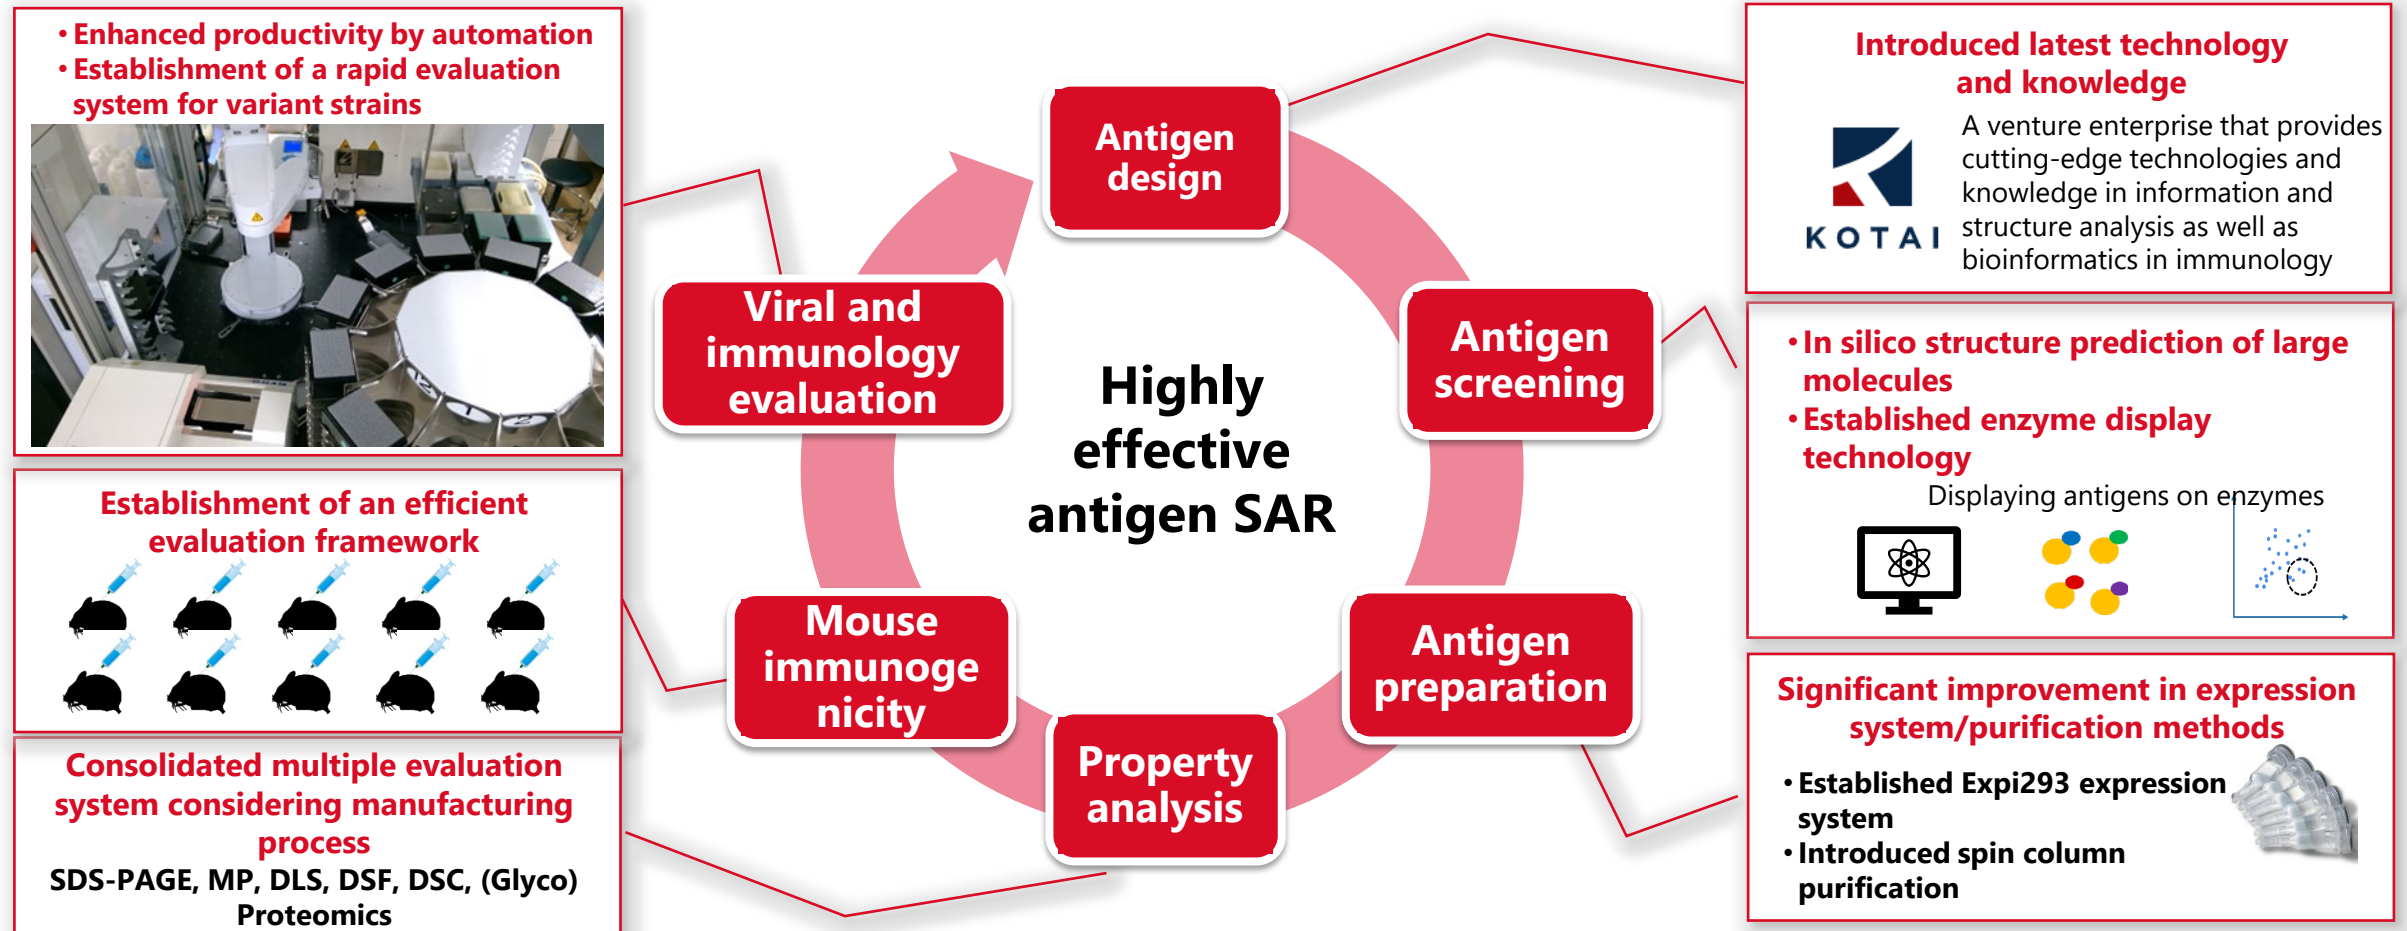 • Enhanced productivity by automation
• Establishment of a rapid evaluation
system for variant strains
Establishment of an efficient
evaluation framework
Consolidated multiple evaluation
system considering manufacturing
process
SDS-PAGE, MP, DLS, DSF, DSC, (Glyco)
Proteomics
Antigen
design
Antigen
screening
Antigen
preparation
Property
analysis
Mouse
immunoge
nicity
Viral and
immunology
evaluation
Highly
effective
antigen SAR
Introduced latest technology
and knowledge
KOTAI
A venture enterprise that provides
cutting-edge technologies and
knowledge in information and
structure analysis as well as
bioinformatics in immunology
• In silico structure prediction of large
molecules
• Established enzyme display
technology
Displaying antigens on enzymes
Significant improvement in expression
system/purification methods
• Established Expi293 expression
system
• Introduced spin column
purification
12
1
2